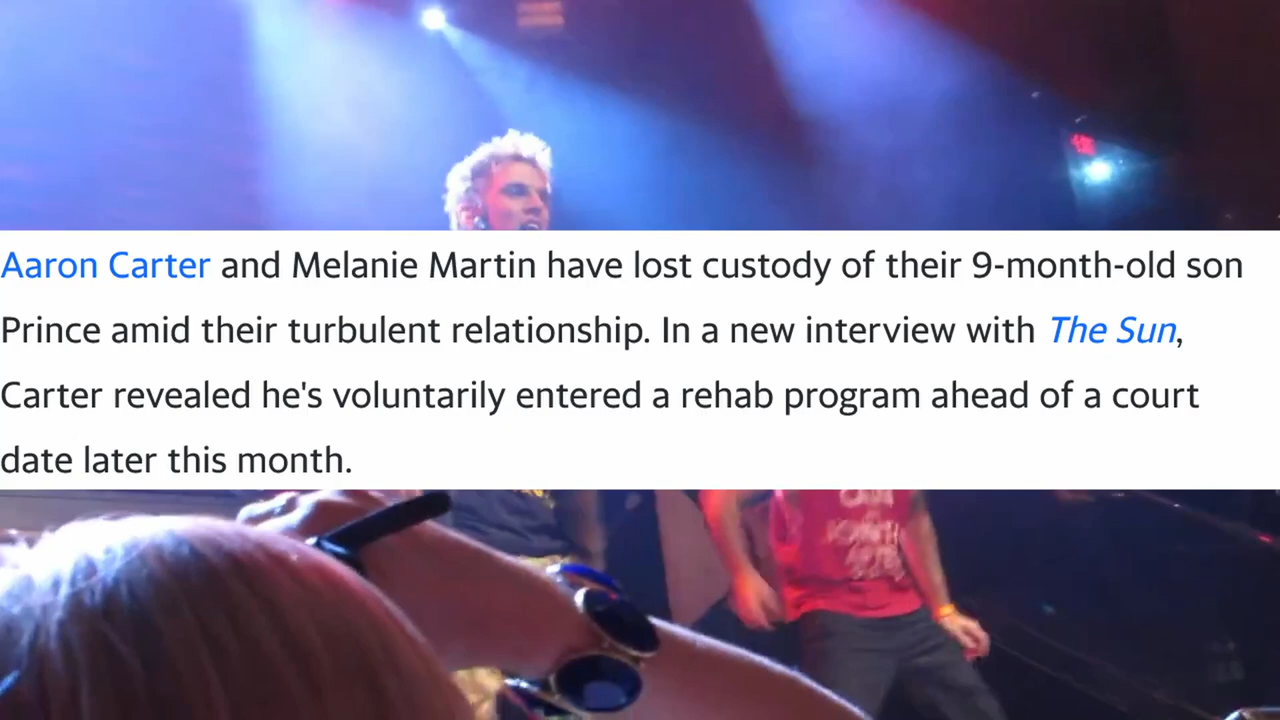 Aaron Carter and Melanie Martin have lost custody of their 9-month-old son
Prince amid their turbulent relationship. In a new interview with The Sun,
Carter revealed he's voluntarily entered a rehab program ahead of a court
date later this month.